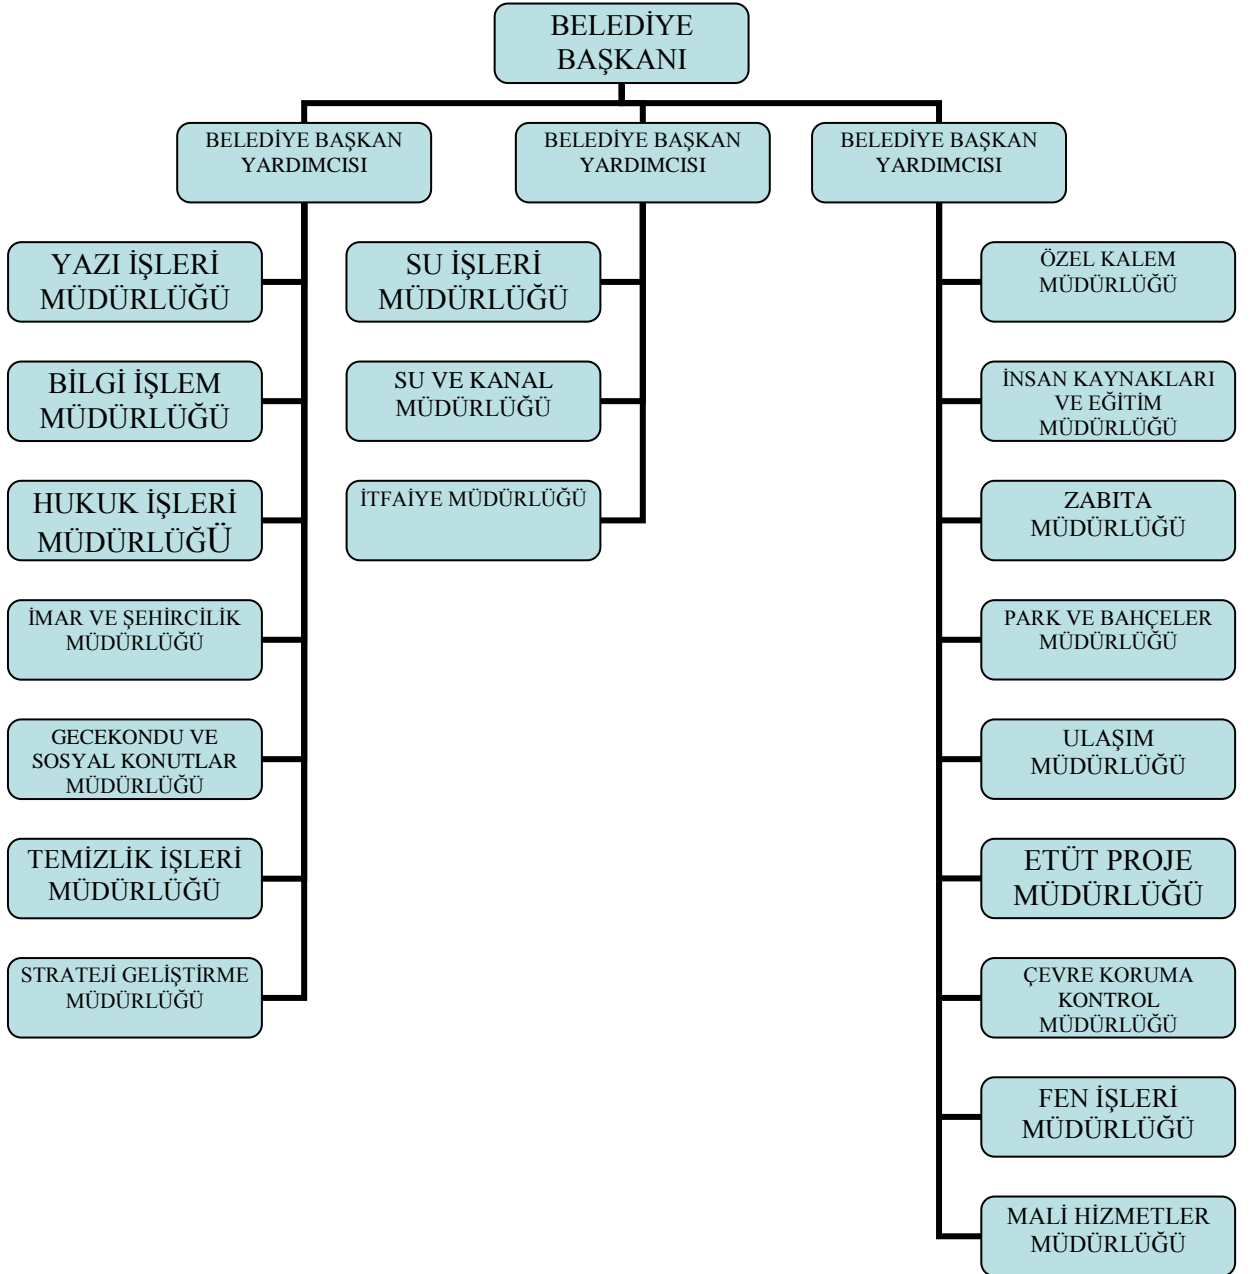 BELEDİYE
BAŞKANI
BELEDİYE BAŞKAN
YARDIMCISI
BELEDİYE BAŞKAN
YARDIMCISI
BELEDİYE BAŞKAN
YARDIMCISI
YAZI İŞLERİ
MÜDÜRLÜĞÜ
BİLGİ İŞLEM
MÜDÜRLÜĞÜ
HUKUK İŞLERİ
MÜDÜRLÜĞÜ
İMAR VE ŞEHİRCİLİK
MÜDÜRLÜĞÜ
GECEKONDU VE
SOSYAL KONUTLAR
MÜDÜRLÜĞÜ
TEMİZLİK İŞLERİ
MÜDÜRLÜĞÜ
STRATEJİ GELİŞTİRME
MÜDÜRLÜĞÜ
SU İŞLERİ
MÜDÜRLÜĞÜ
SU VE KANAL
MÜDÜRLÜĞÜ
İTFAİYE MÜDÜRLÜĞÜ
ÖZEL KALEM
MÜDÜRLÜĞÜ
İNSAN KAYNAKLARI
VE EĞİTİM
MÜDÜRLÜĞÜ
ZABITA
MÜDÜRLÜĞÜ
PARK VE BAHÇELER
MÜDÜRLÜĞÜ
ULAŞIM
MÜDÜRLÜĞÜ
ETÜT PROJE
MÜDÜRLÜĞÜ
ÇEVRE KORUMA
KONTROL
MÜDÜRLÜĞÜ
FEN İŞLERİ
MÜDÜRLÜĞÜ
MALİ HİZMETLER
MÜDÜRLÜĞÜ